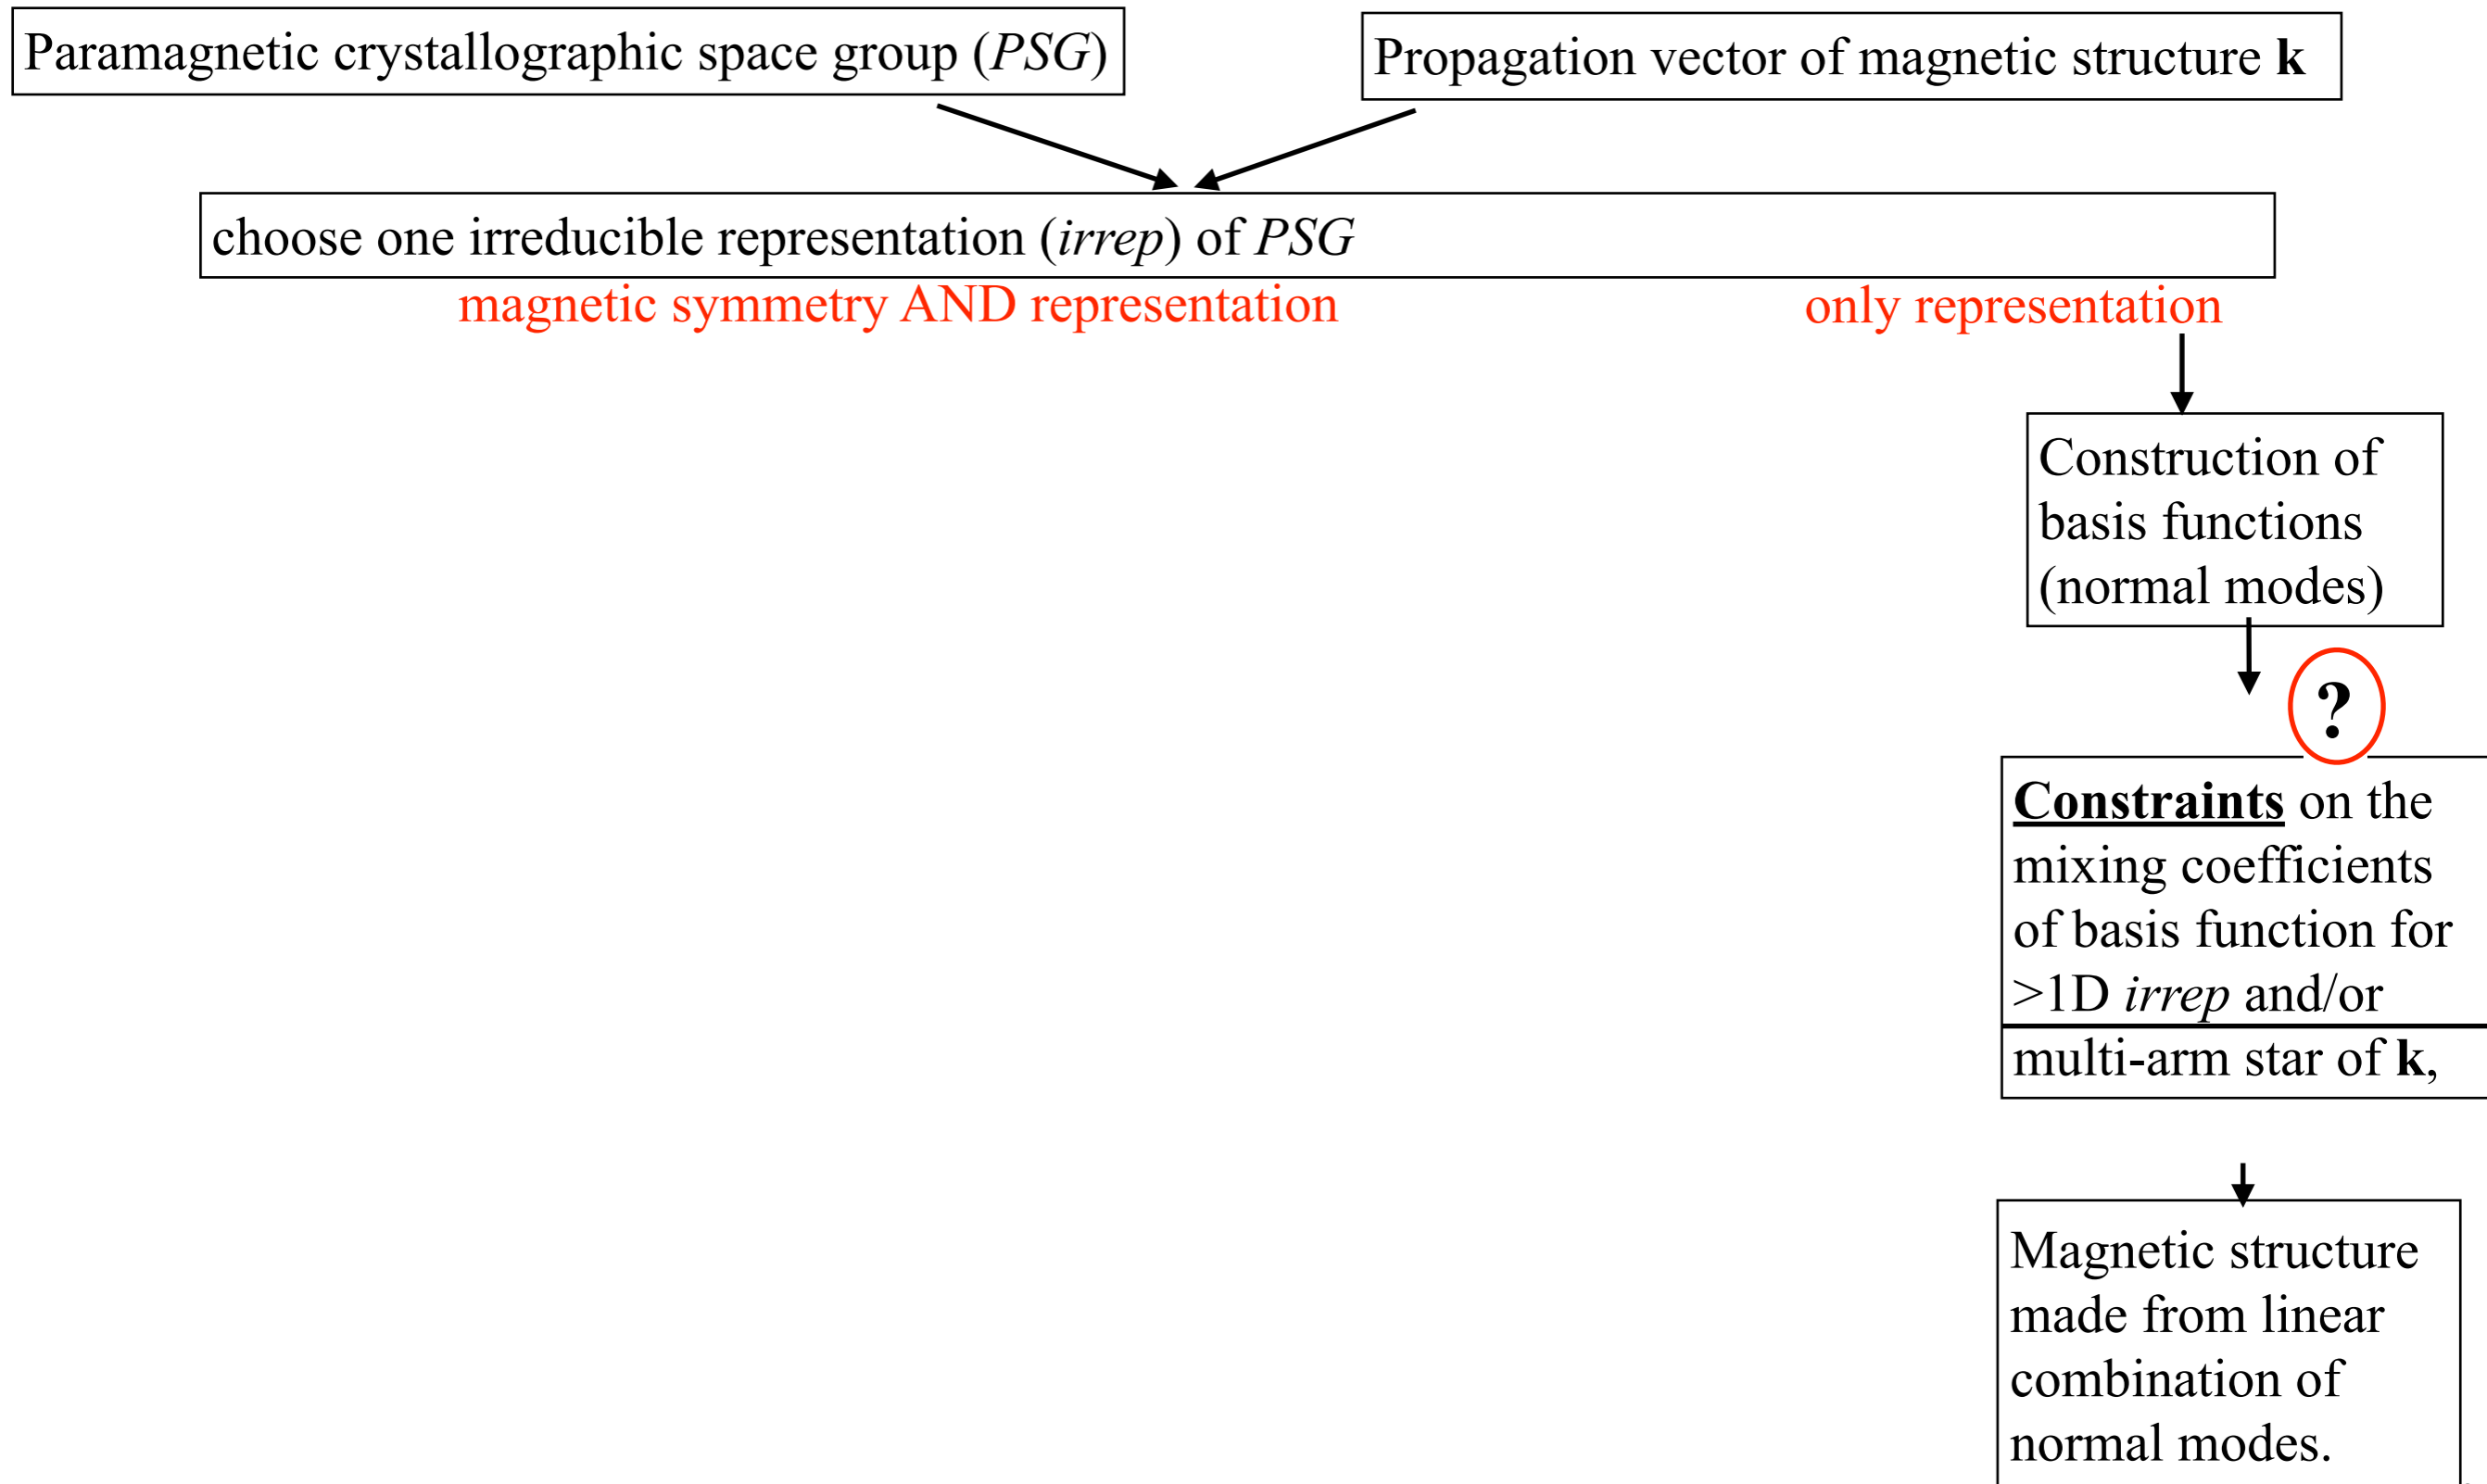 Paramagnetic crystallographic space group (PSG)
Propagation vector of magnetic structure k
choose one irreducible representation (irrep) of PSG
magnetic symmetry AND representation
only representation
Construction of
basis functions
(normal modes)
?
Constraints on the
mixing coefficients
of basis function for
>1D irrep and/or
multi-arm star of k,
Magnetic structure
made from linear
combination of
normal modes.